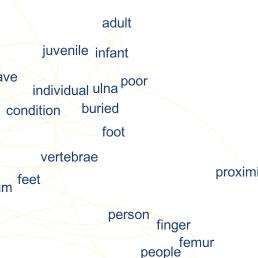 adult
juvenile infant
ave
individual ulna poor
condition buried
foot
vertebrae
proximi
feet
person
finger
femur
people